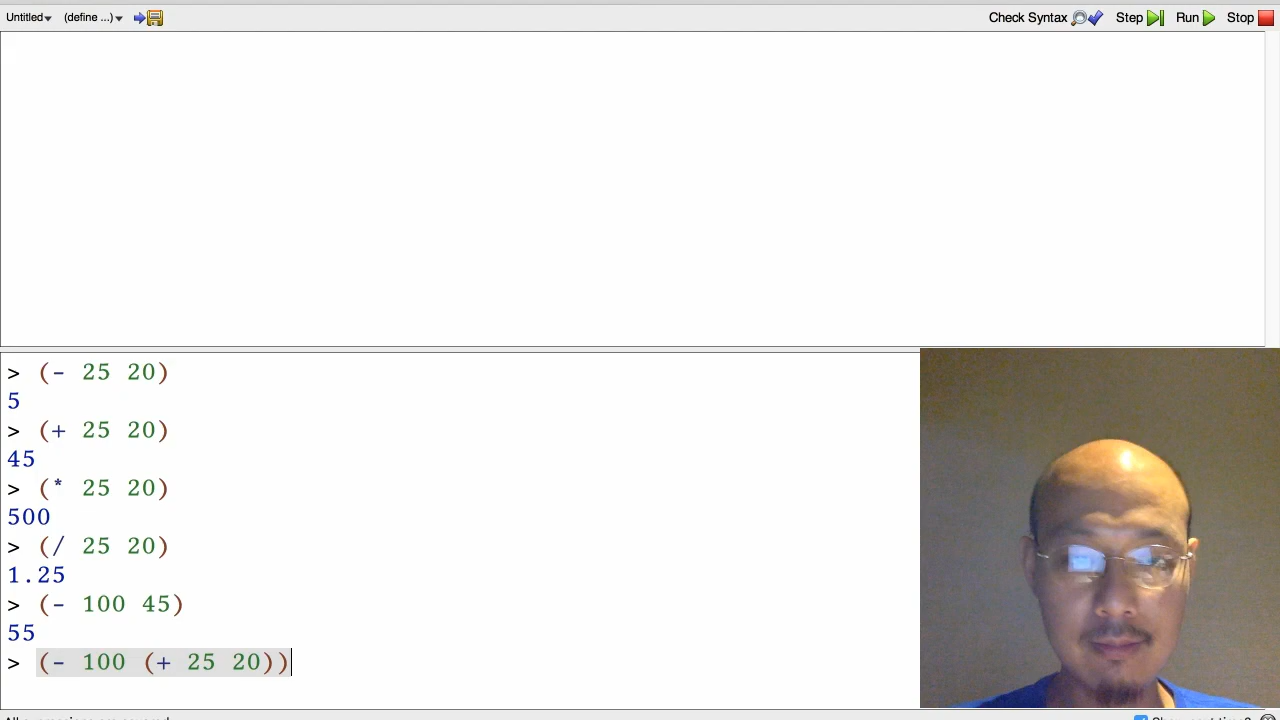 Untitled (define ...) Check Syntax Step Run Stop
> (- 25 20)
5
> (+ 25 20)
45
> (* 25 20)
500
> (/ 25 20)
1.25
> (- 100 45)
55
> (- 100 (+ 25 20))